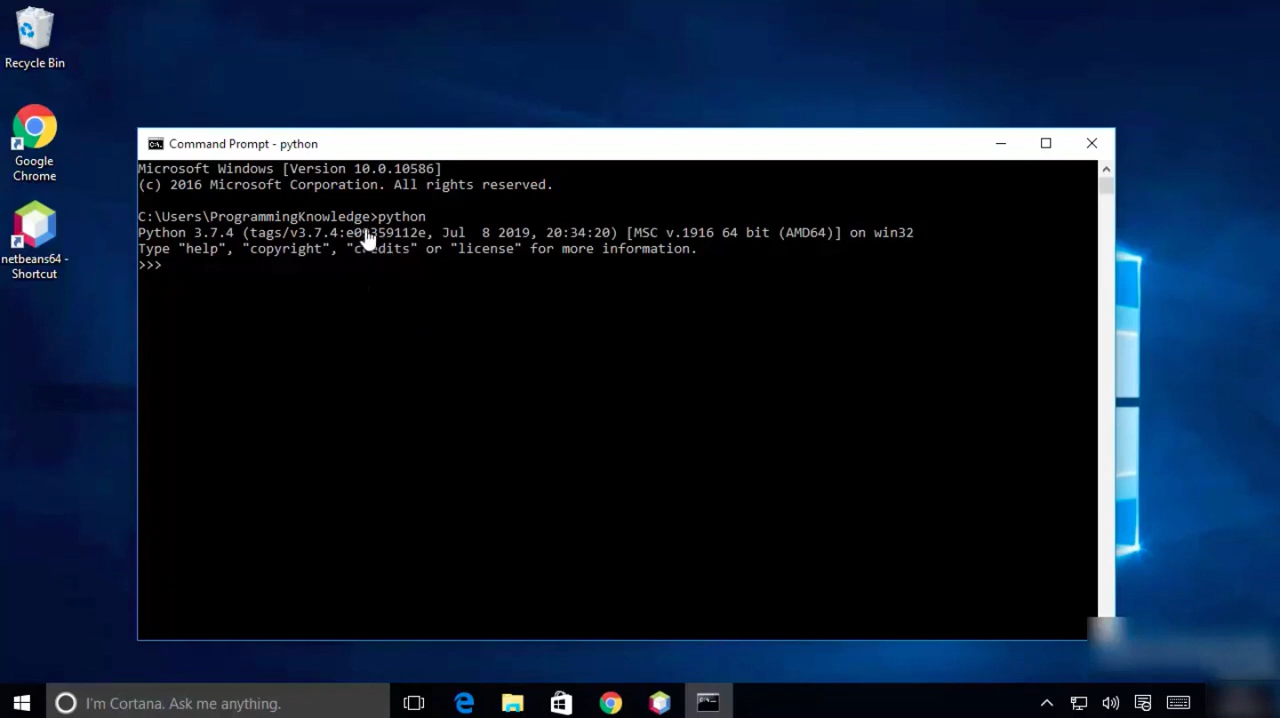 Recycle Bin
Google
Chrome
netbeans64 -
Shortcut
Command Prompt - python
Microsoft Windows [Version 10.0.10586]
(c) 2016 Microsoft Corporation. All rights reserved.
C:\Users\ProgrammingKnowledge>python
Python 3.7.4 (tags/v3.7.4:e09359112e, Jul  8 2019, 20:34:20) [MSC v.1916 64 bit (AMD64)] on win32
Type "help", "copyright", "credits" or "license" for more information.
>>>
I'm Cortana. Ask me anything.